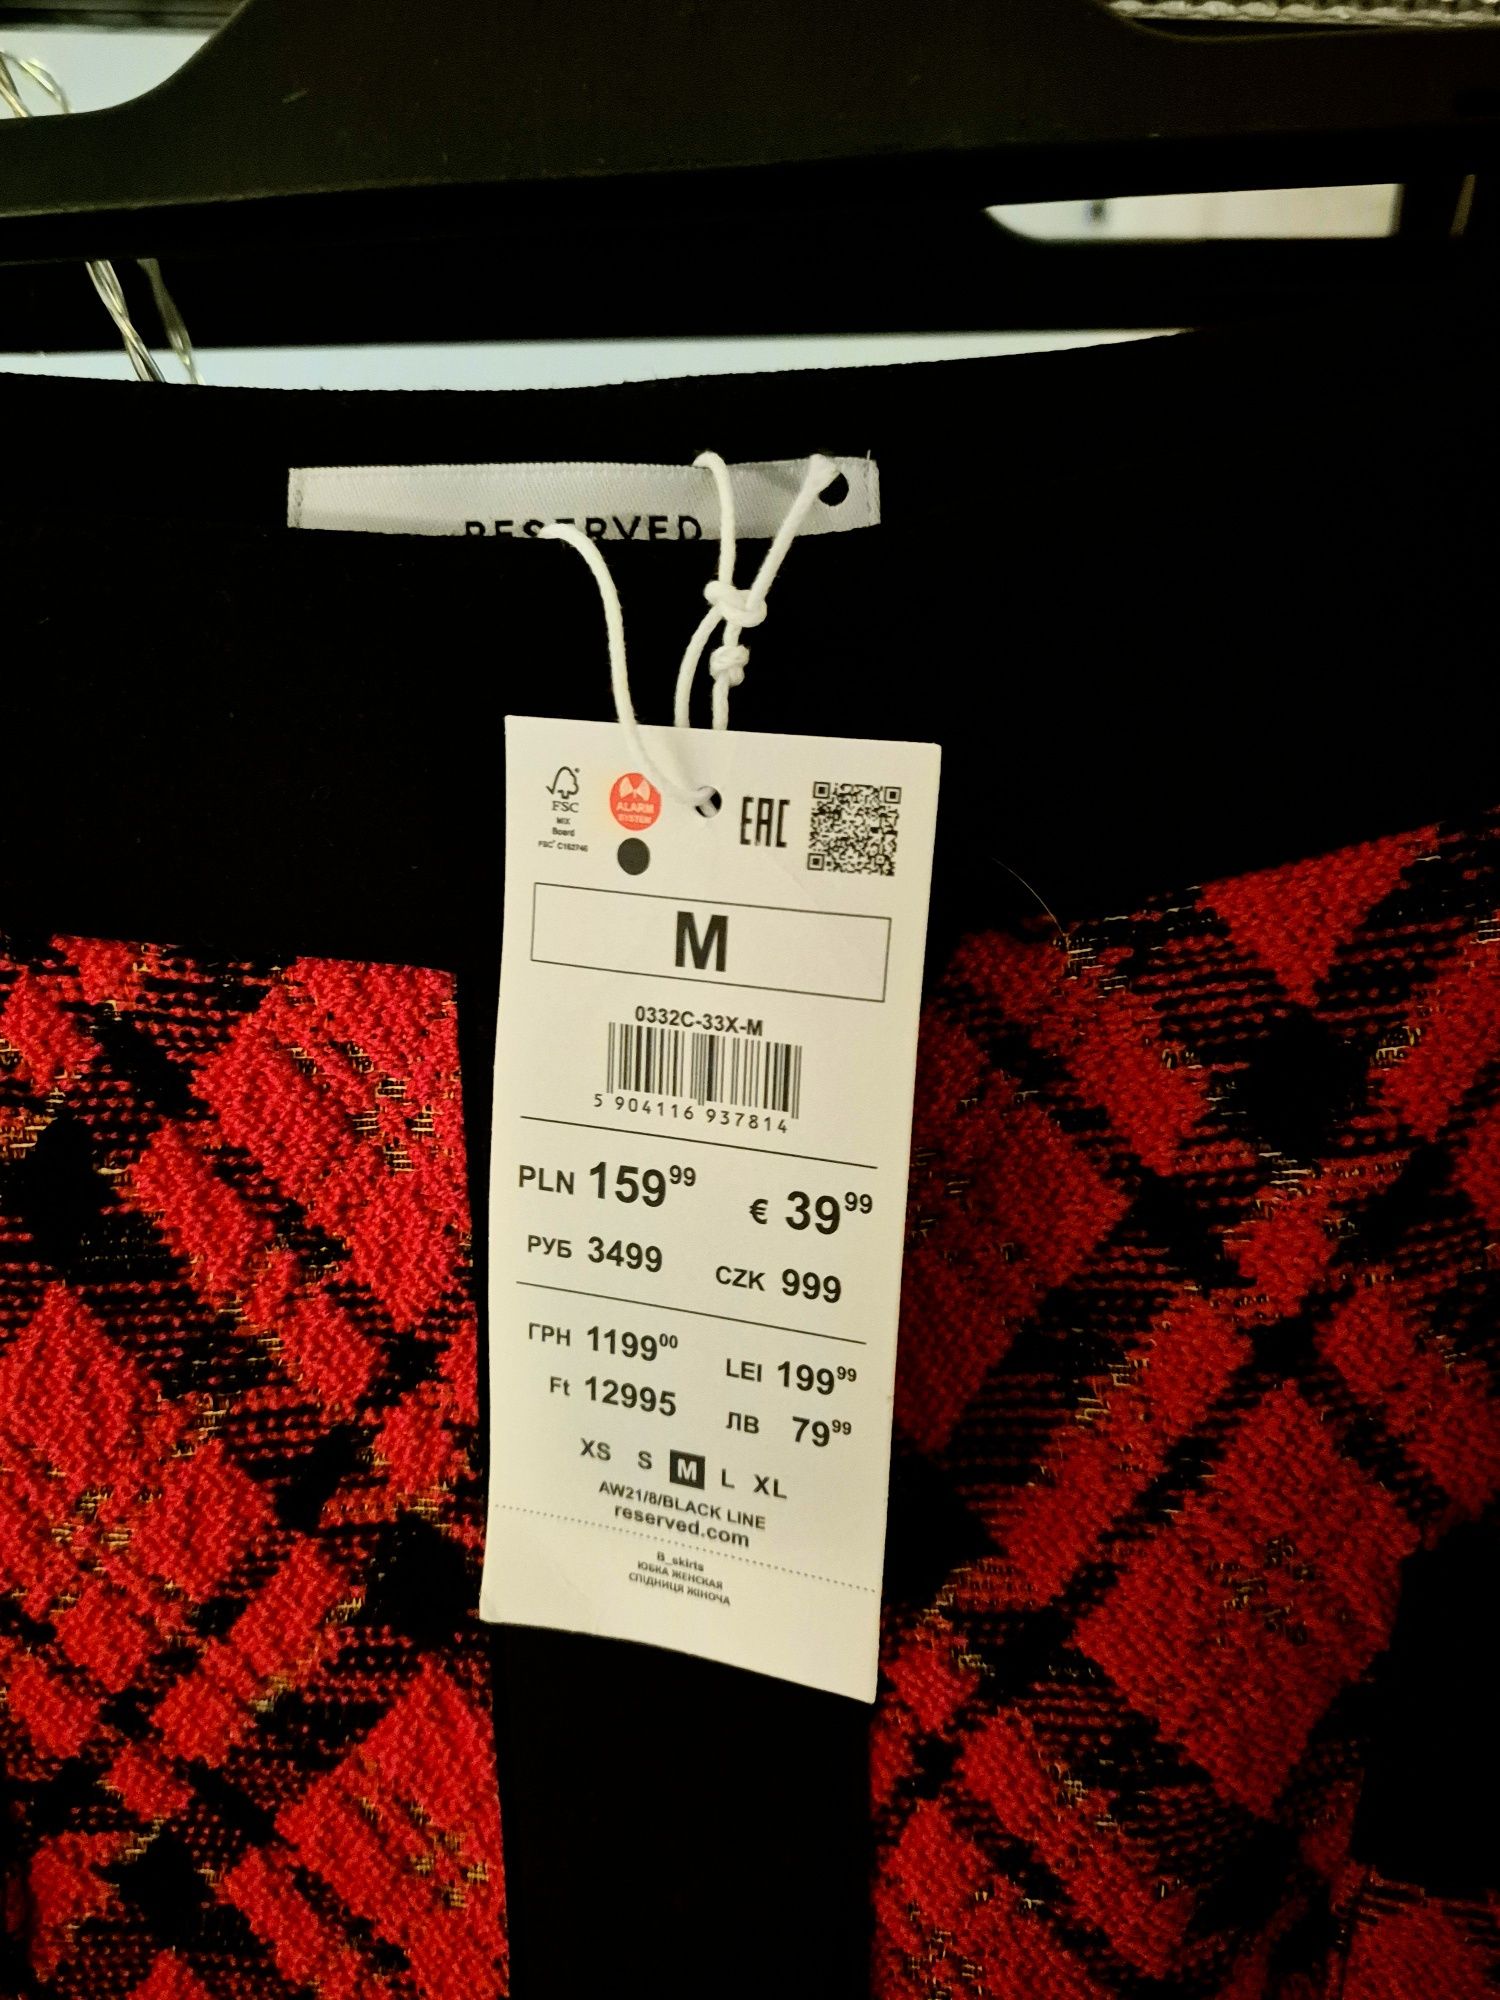 RESERVED
FSC
MIX
Board
FSC® C162746
ALARM
SYSTEM
EAC
M
0332C-33X-M
5 904116 937814
PLN 159 99
€ 39 99
РУБ 3499
CZK 999
ГРН 1199 00
LEI 199 99
Ft 12995
ЛВ 79 99
XS S M L XL
AW21/8/BLACK LINE
reserved.com
B_skirts
ЮБКА ЖЕНСКАЯ
СПІДНИЦЯ ЖІНОЧА